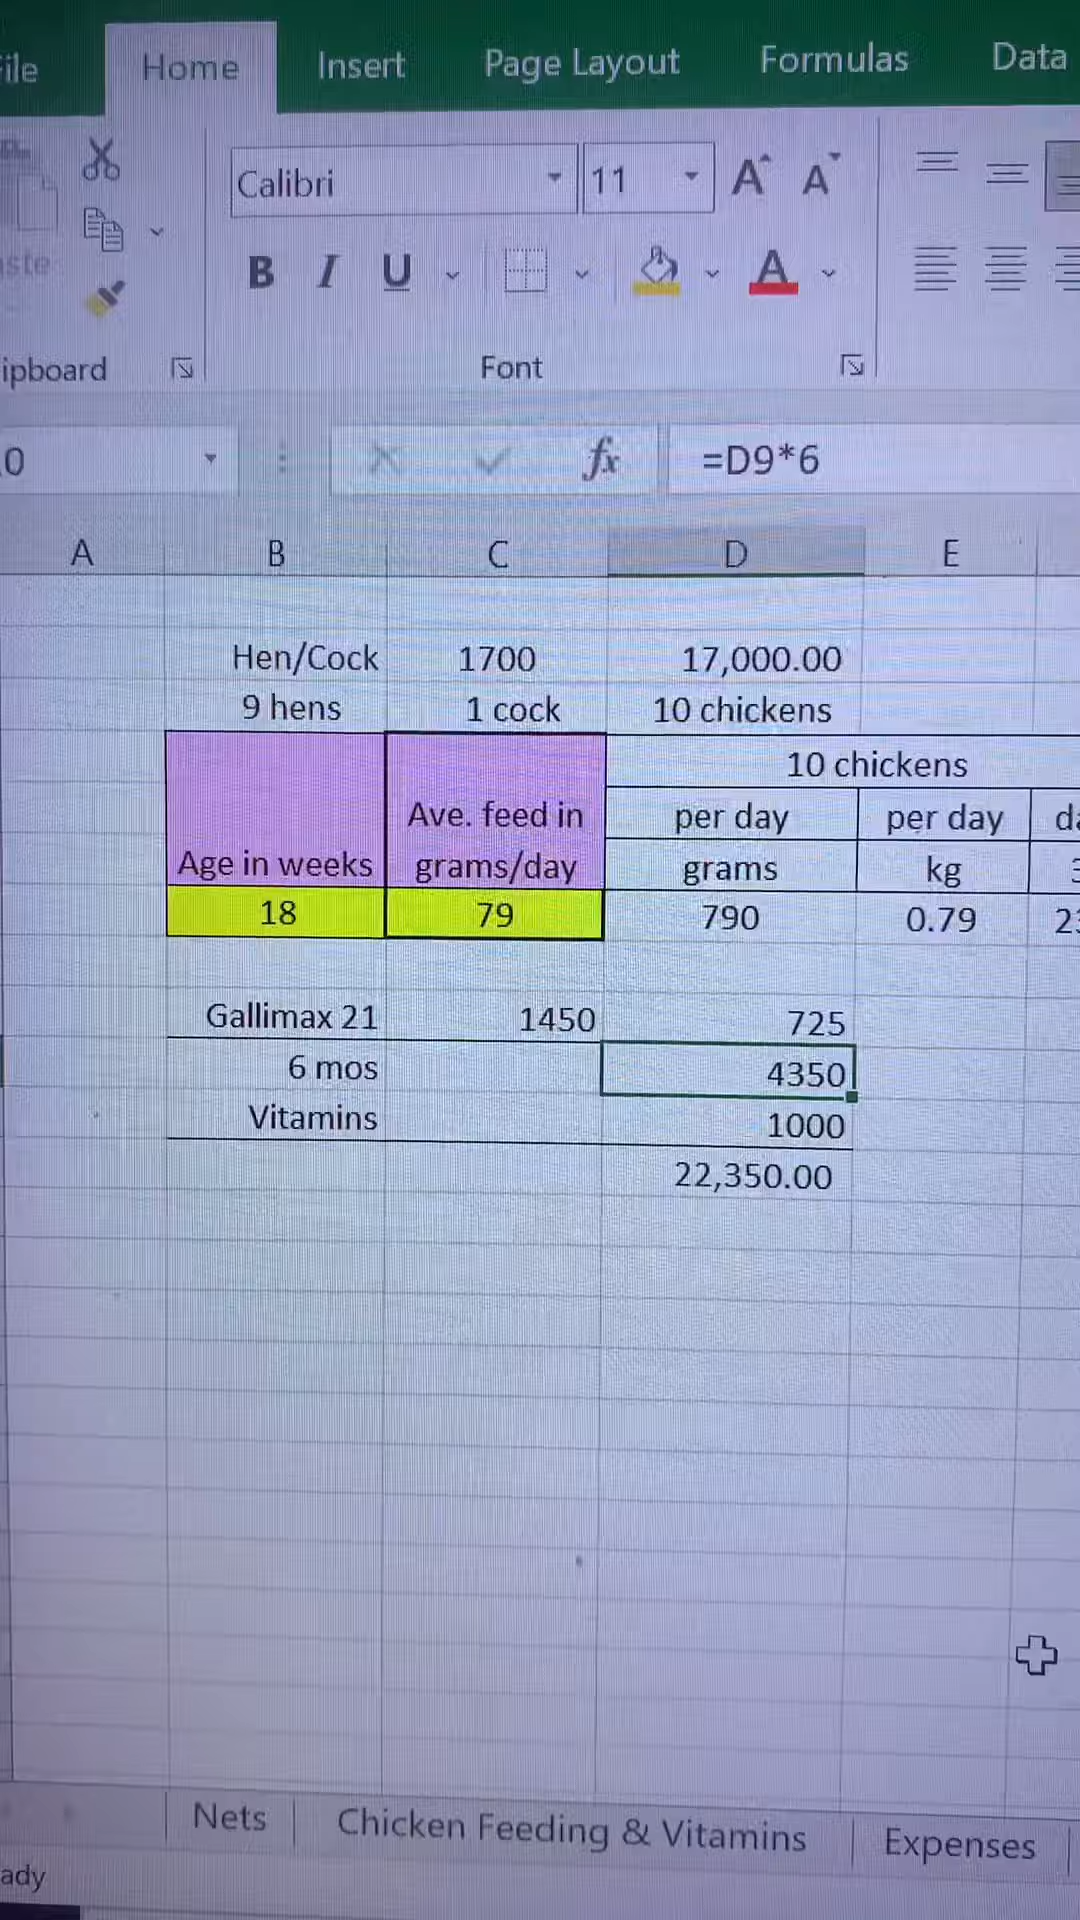 ile Home Insert Page Layout Formulas Data
Calibri 11 A A
B I U A
ste
ipboard Font
0 fx =D9*6
A B C D E
Hen/Cock 1700 17,000.00
9 hens 1 cock 10 chickens
10 chickens
Ave. feed in per day per day da
Age in weeks grams/day grams kg
18 79 790 0.79 23
Gallimax 21 1450 725
6 mos 4350
Vitamins 1000
22,350.00
Nets Chicken Feeding & Vitamins Expenses
ady